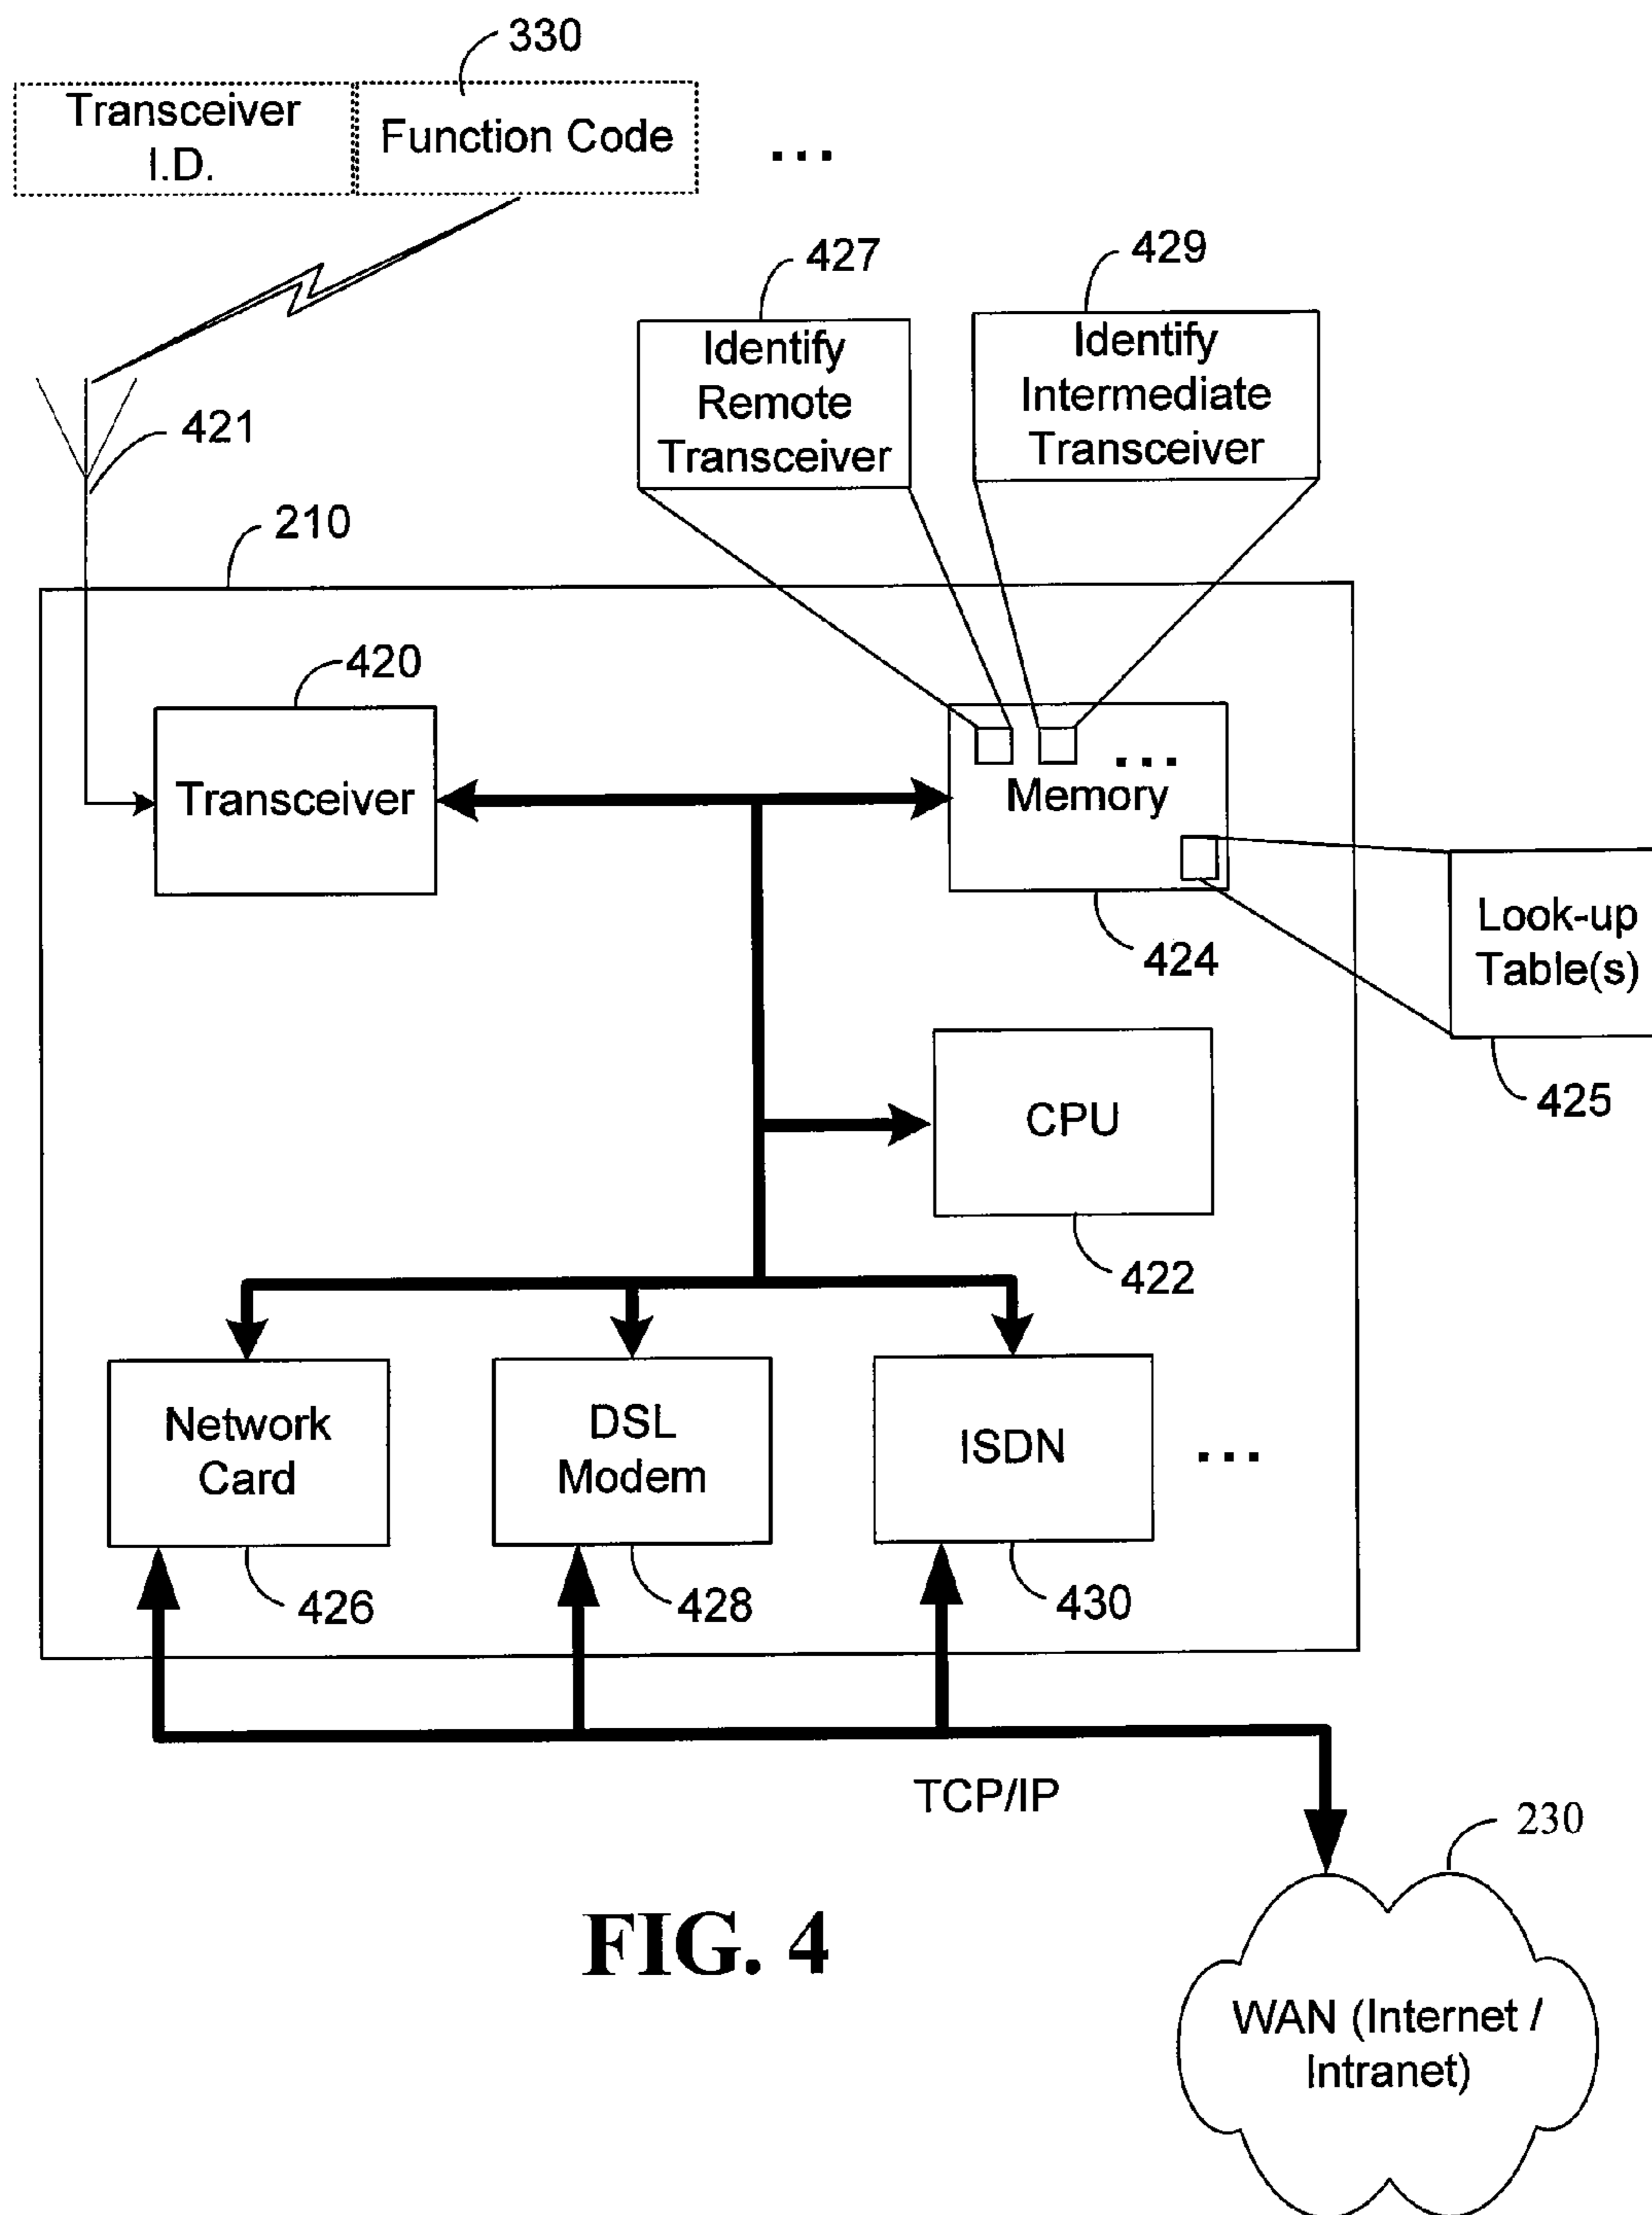 330
Transceiver
I.D.
Function Code
...
427
429
Identify
Remote
Transceiver
Identify
Intermediate
Transceiver
421
210
420
Transceiver
...
Memory
424
Look-up
Table(s)
425
CPU
422
Network
Card
DSL
Modem
ISDN
...
426
428
430
TCP/IP
230
FIG. 4
WAN (Internet /
Intranet)